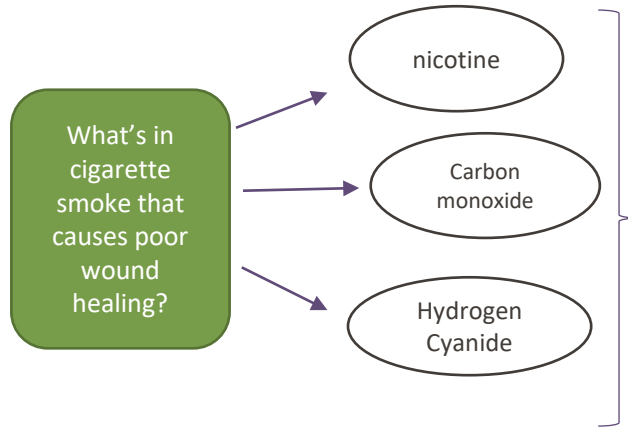 What’s in
cigarette
smoke that
causes poor
wound
healing?
nicotine
Carbon
monoxide
Hydrogen
Cyanide